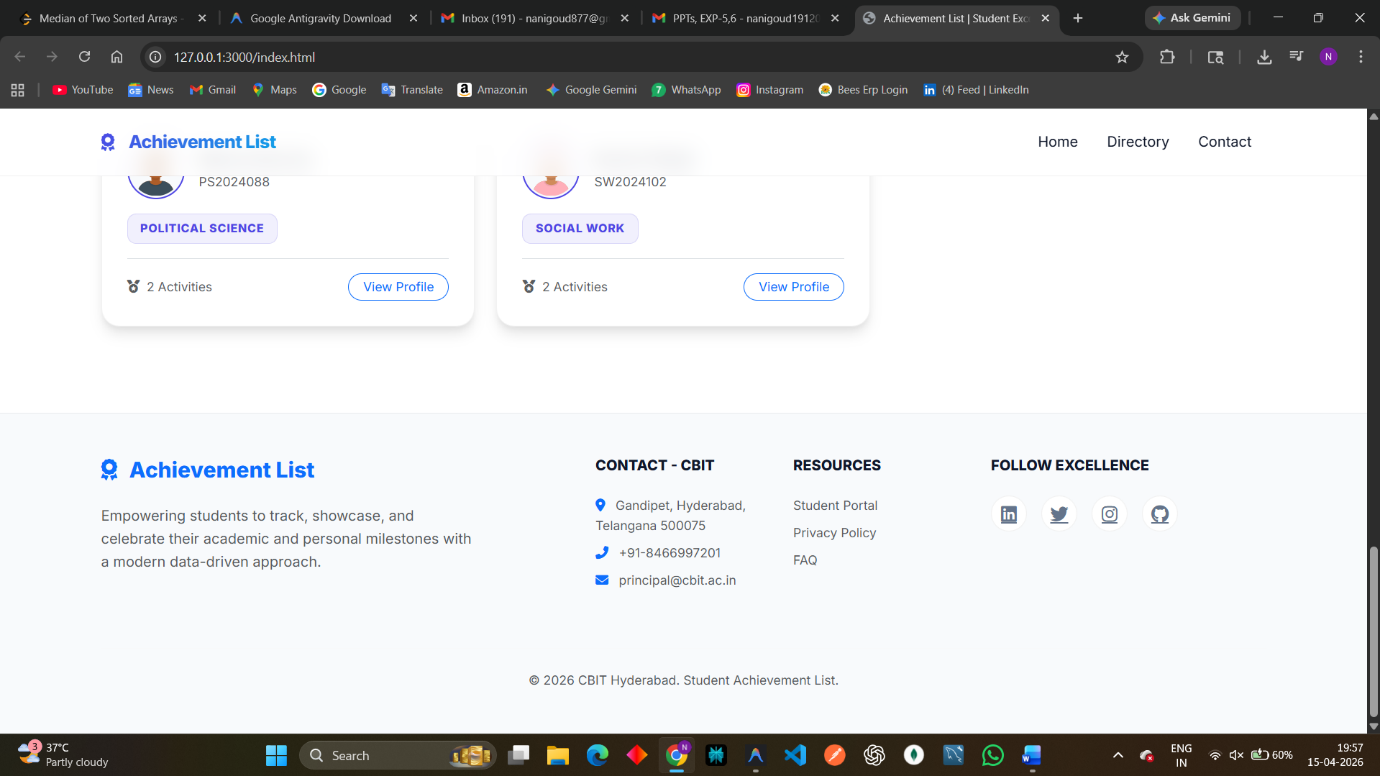 Median of Two Sorted Arrays -
Google Antigravity Download
Inbox (191) - nanigoud877@g
PPTs, EXP-5,6 - nanigoud1912
Achievement List | Student Exc
Ask Gemini
127.0.0.1:3000/index.html
N
YouTube
News
Gmail
Maps
Google
Translate
Amazon.in
Google Gemini
7
WhatsApp
Instagram
Bees Erp Login
(4) Feed | LinkedIn
Achievement List
Home
Directory
Contact
PS2024088
SW2024102
POLITICAL SCIENCE
SOCIAL WORK
2 Activities
View Profile
2 Activities
View Profile
Achievement List
Empowering students to track, showcase, and
celebrate their academic and personal milestones with
a modern data-driven approach.
CONTACT - CBIT
Gandipet, Hyderabad,
Telangana 500075
+91-8466997201
principal@cbit.ac.in
RESOURCES
Student Portal
Privacy Policy
FAQ
FOLLOW EXCELLENCE
© 2026 CBIT Hyderabad. Student Achievement List.
3
37°C
Partly cloudy
Search
N
ENG
IN
60%
19:57
15-04-2026